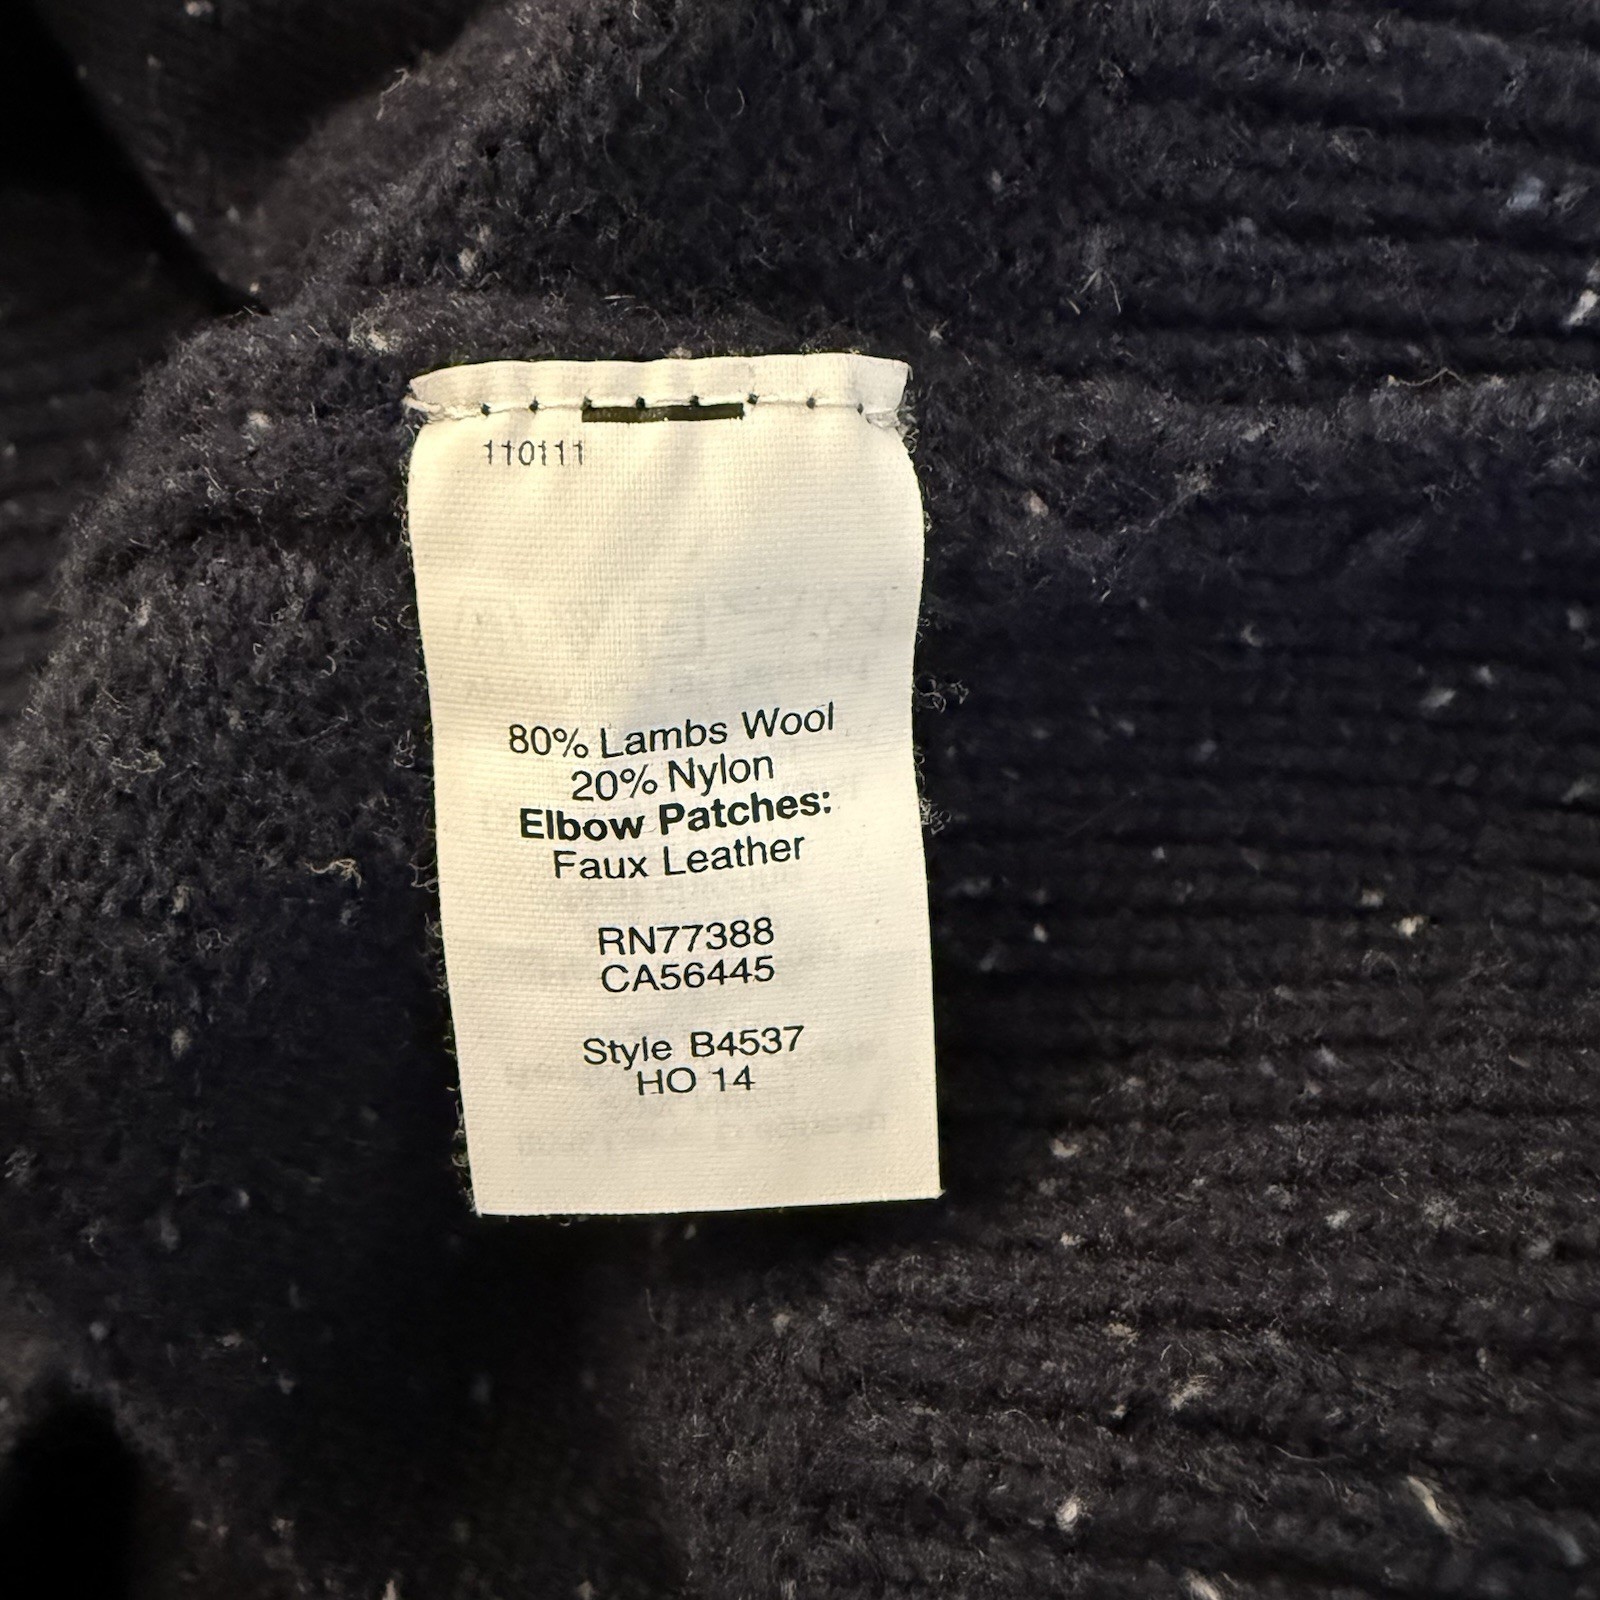 110111
80% Lambs Wool
20% Nylon
Elbow Patches:
Faux Leather
RN77388
CA56445
Style B4537
HO 14